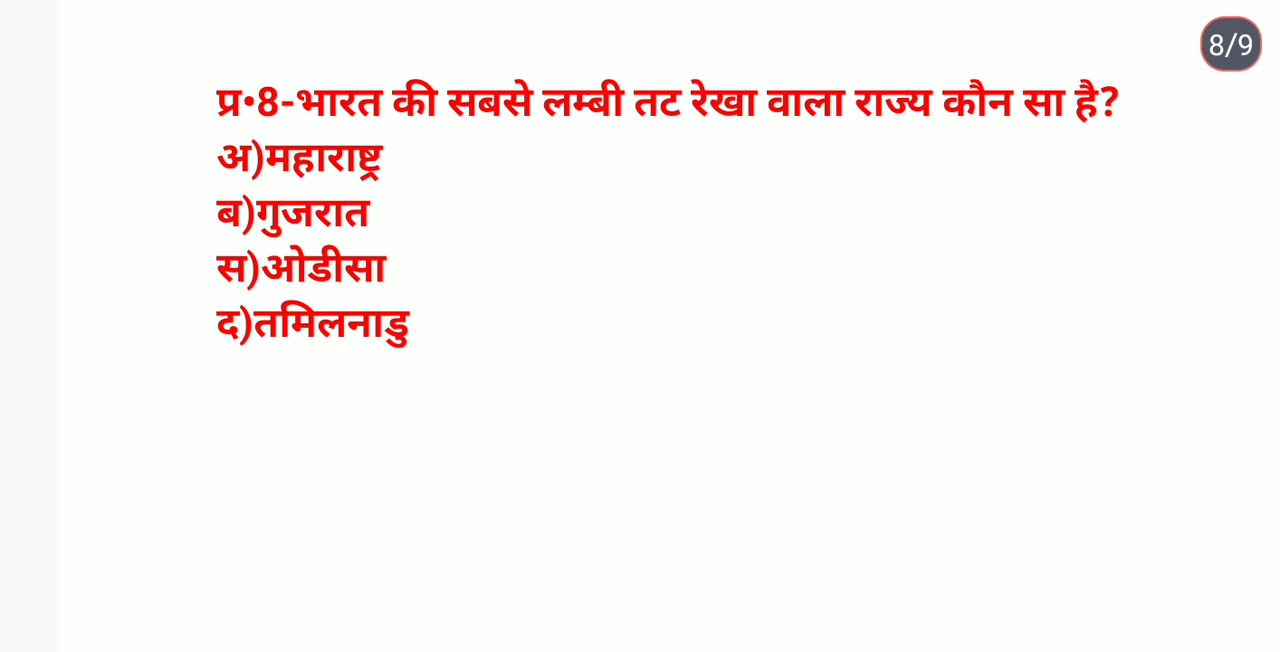 8/9
प्र•8-भारत की सबसे लम्बी तट रेखा वाला राज्य कौन सा है?
अ)महाराष्ट्र
ब)गुजरात
स)ओडीसा
द)तमिलनाडु